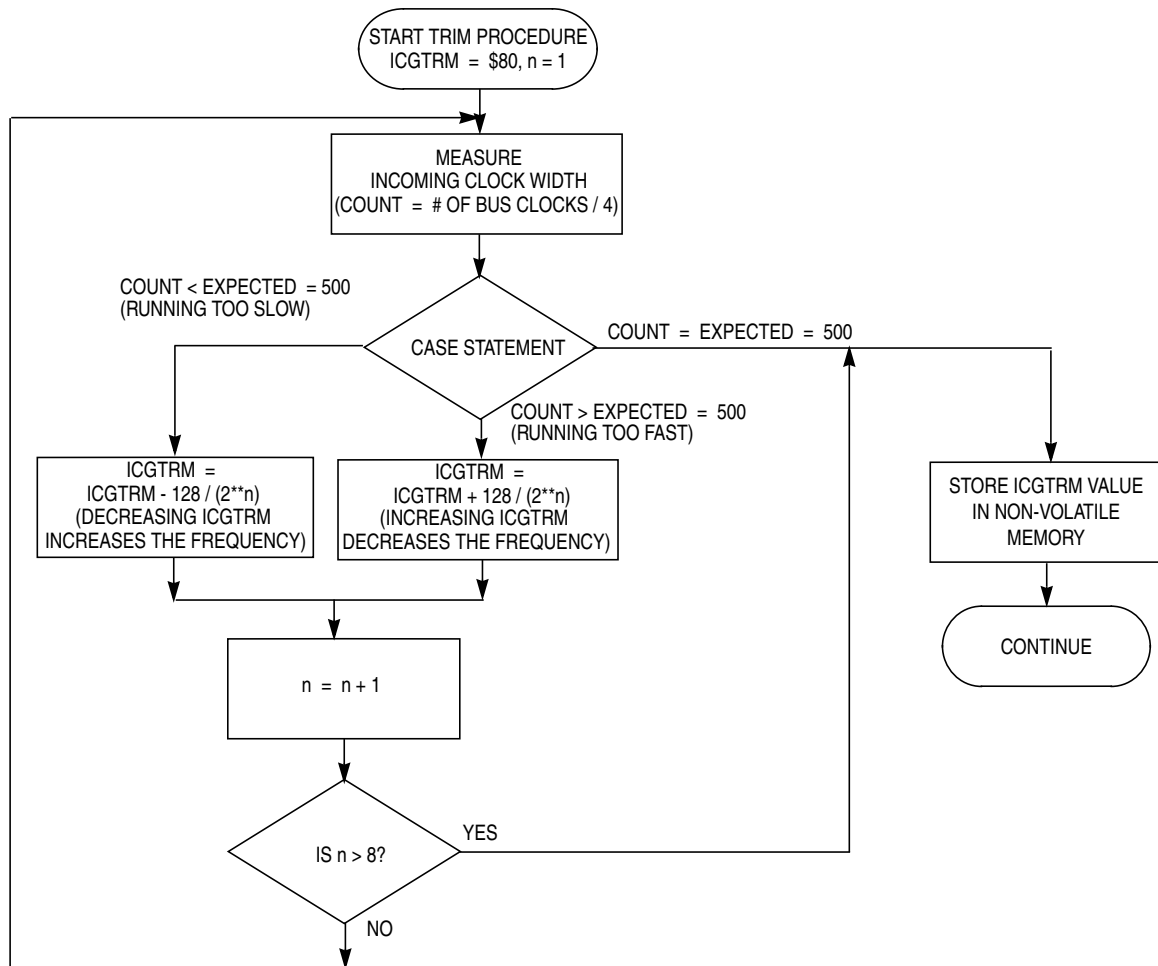 START TRIM PROCEDURE
ICGTRM = $80, n = 1
MEASURE
INCOMING CLOCK WIDTH
(COUNT = # OF BUS CLOCKS / 4)
COUNT < EXPECTED = 500
(RUNNING TOO SLOW)
CASE STATEMENT
COUNT = EXPECTED = 500
COUNT > EXPECTED = 500
(RUNNING TOO FAST)
ICGTRM =
ICGTRM - 128 / (2**n)
(DECREASING ICGTRM
INCREASES THE FREQUENCY)
ICGTRM =
ICGTRM + 128 / (2**n)
(INCREASING ICGTRM
DECREASES THE FREQUENCY)
STORE ICGTRM VALUE
IN NON-VOLATILE
MEMORY
CONTINUE
n = n + 1
IS n > 8?
YES
NO